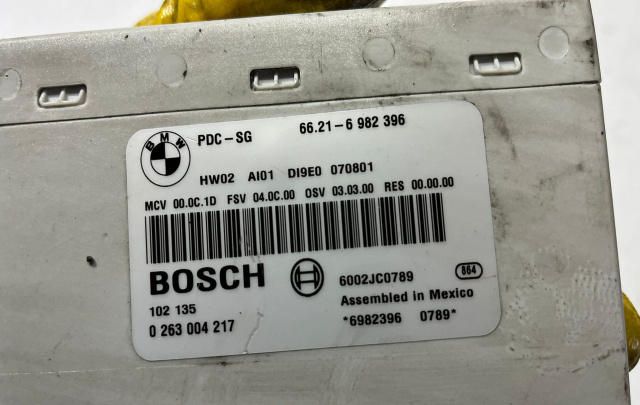 BMW
PDC-SG 66.21-6 982 396
HW02 AI01 DI9E0 070801
MCV 00.0C.1D FSV 04.0C.00 OSV 03.03.00 RES 00.00.00
BOSCH 6002JC0789 864
102 135 Assembled in Mexico
0 263 004 217 *6982396 0789*